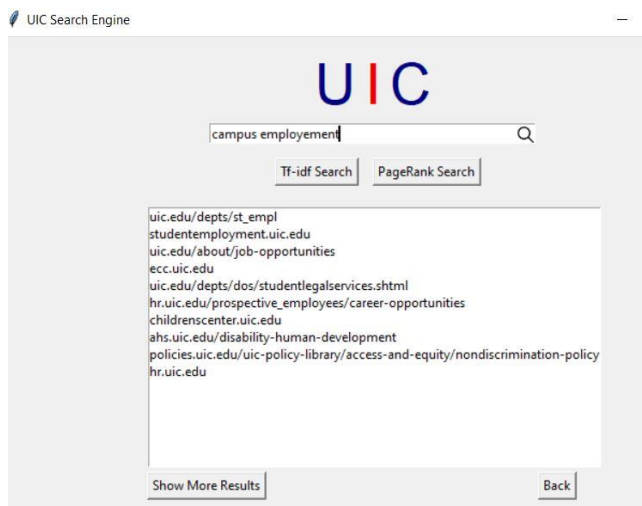 UIC Search Engine
U I C
campus employement
Tf-idf Search PageRank Search
uic.edu/depts/st_empl
studentemployment.uic.edu
uic.edu/about/job-opportunities
ecc.uic.edu
uic.edu/depts/dos/studentlegalservices.shtml
hr.uic.edu/prospective_employees/career-opportunities
childrenscenter.uic.edu
ahs.uic.edu/disability-human-development
policies.uic.edu/uic-policy-library/access-and-equity/nondiscrimination-policy
hr.uic.edu
Show More Results Back